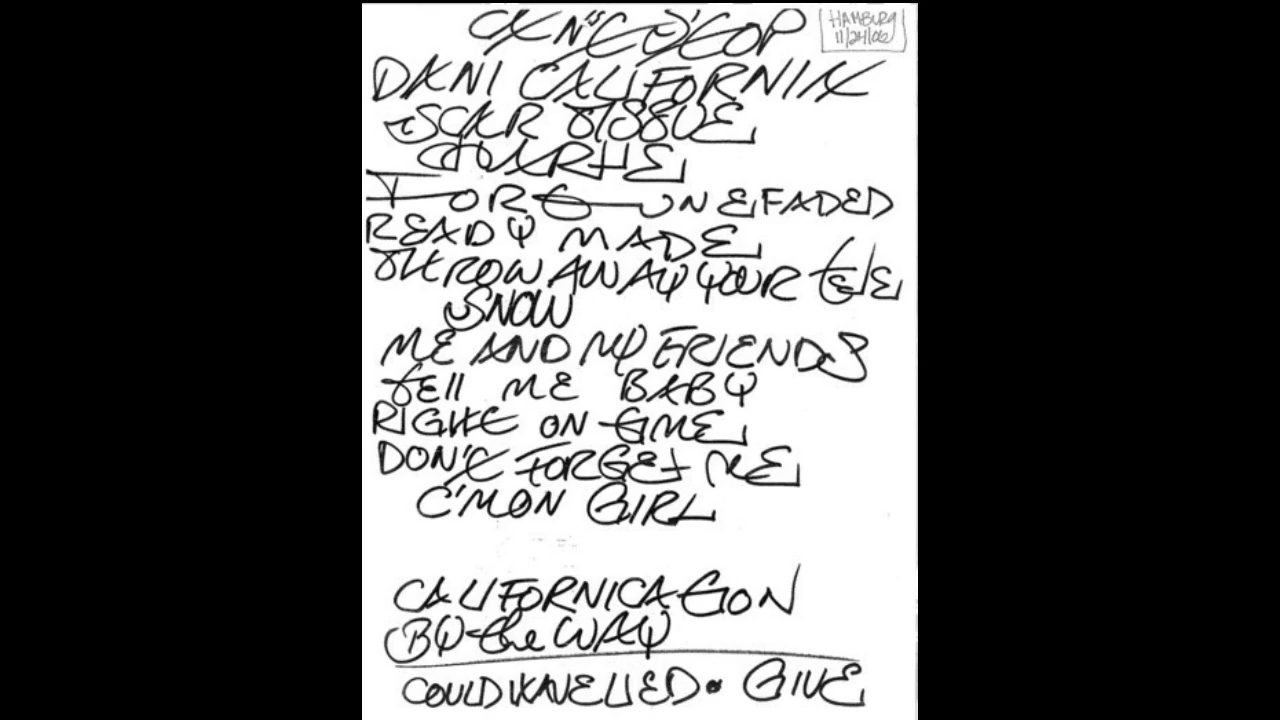 CAN'T STOP
HAMBURG
11/24/06
DANI CALIFORNIA
SCAR TISSUE
CHARLIE
FORTUNE FADED
READY MADE
THROW AWAY YOUR TELE
SNOW
ME AND MY FRIENDS
TELL ME BABY
RIGHT ON TIME
DON'T FORGET ME
C'MON GIRL
CALIFORNICATION
BY the WAY
COULD HAVE LIED • GIVE